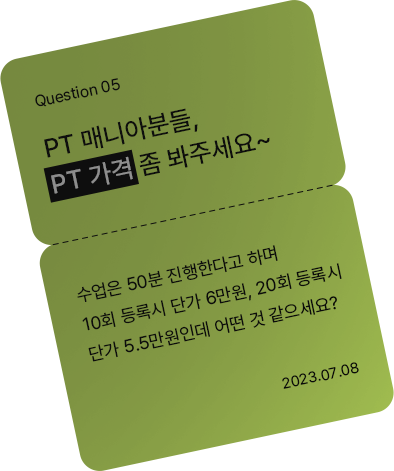 Question 05
PT 매니아분들,
PT 가격 좀 봐주세요~
수업은 50분 진행한다고 하며
10회 등록시 단가 6만원, 20회 등록시
단가 5.5만원인데 어떤 것 같으세요?
2023.07.08